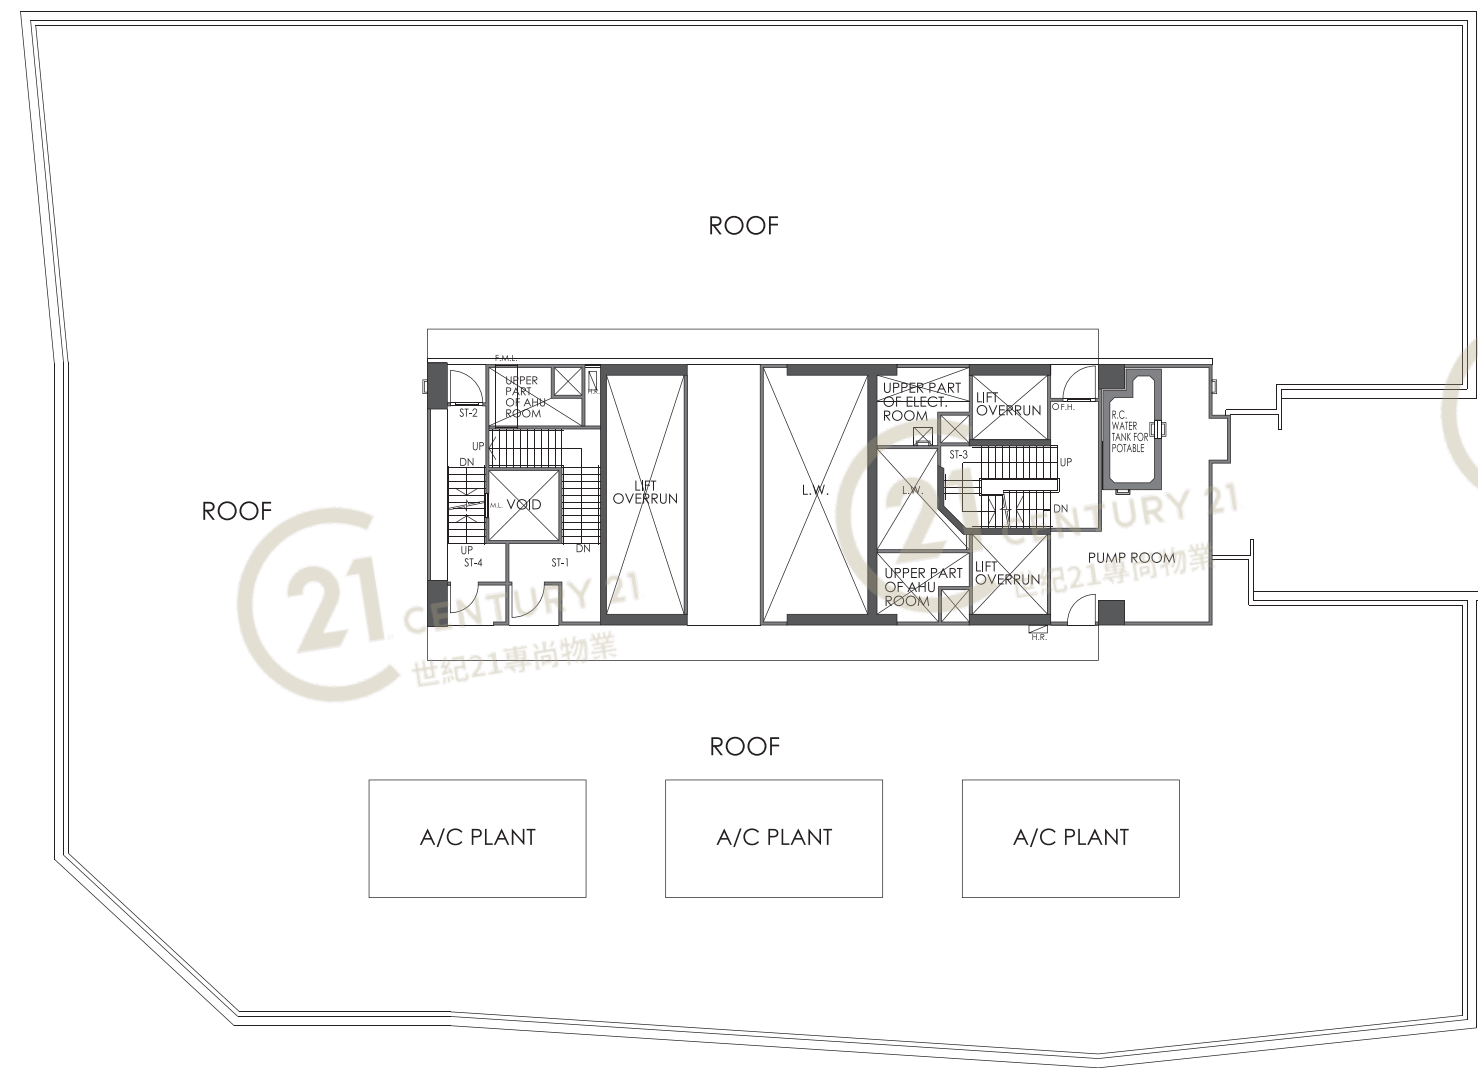 ROOF
F.M.L.
UPPER
PART
OF AHU
ROOM
H.R.
ST-2
UP
DN
M.L.
VOID
UP
ST-4
DN
ST-1
LIFT
OVERRUN
L.W.
UPPER PART
OF ELECT.
ROOM
LIFT
OVERRUN
O.F.H.
R.C.
WATER
TANK FOR
POTABLE
ST-3
UP
L.W.
DN
UPPER PART
OF AHU
ROOM
LIFT
OVERRUN
PUMP ROOM
H.R.
ROOF
21 CENTURY 21
世紀21專尚物業
21 CENTURY 21
世紀21專尚物業
ROOF
A/C PLANT
A/C PLANT
A/C PLANT